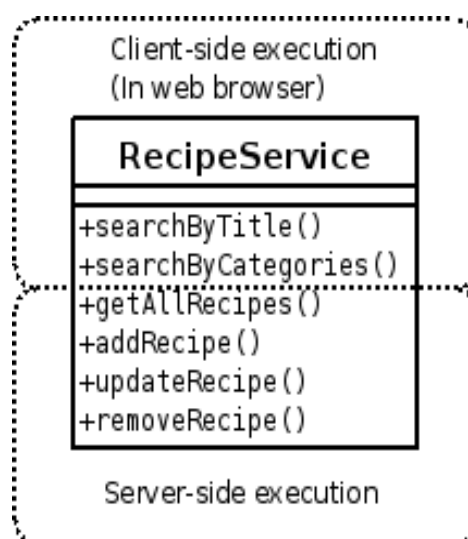 Client-side execution
(In web browser)
RecipeService
+searchByTitle()
+searchByCategories()
+getAllRecipes()
+addRecipe()
+updateRecipe()
+removeRecipe()
Server-side execution